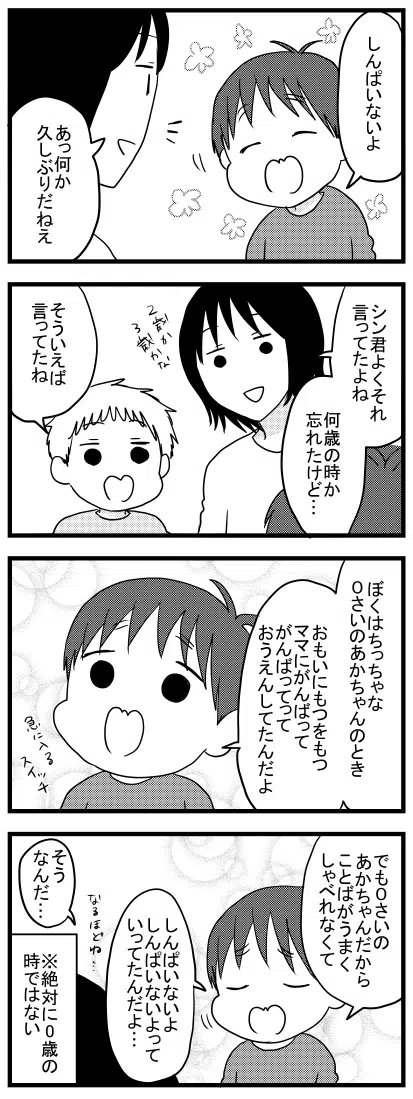 しんぱいないよ
あっ何か
久しぶりだねえ
シン君よくそれ
言ってたよね
何歳の時か
忘れたけど…
2歳かな
3歳かな
そういえば
言ってたね
ぼくはちっちゃな
0さいのあかちゃんのとき
おもいにもつをもつ
ママにがんばって
がんばってって
おうえんしてたんだよ
急に入る
スイッチ
でも0さいの
あかちゃんだから
ことばがうまく
しゃべれなくて
しんぱいないよ
しんぱいないよって
いってたんだよ…
なるほどね…
そう
なんだ…
※絶対に0歳の
時ではない